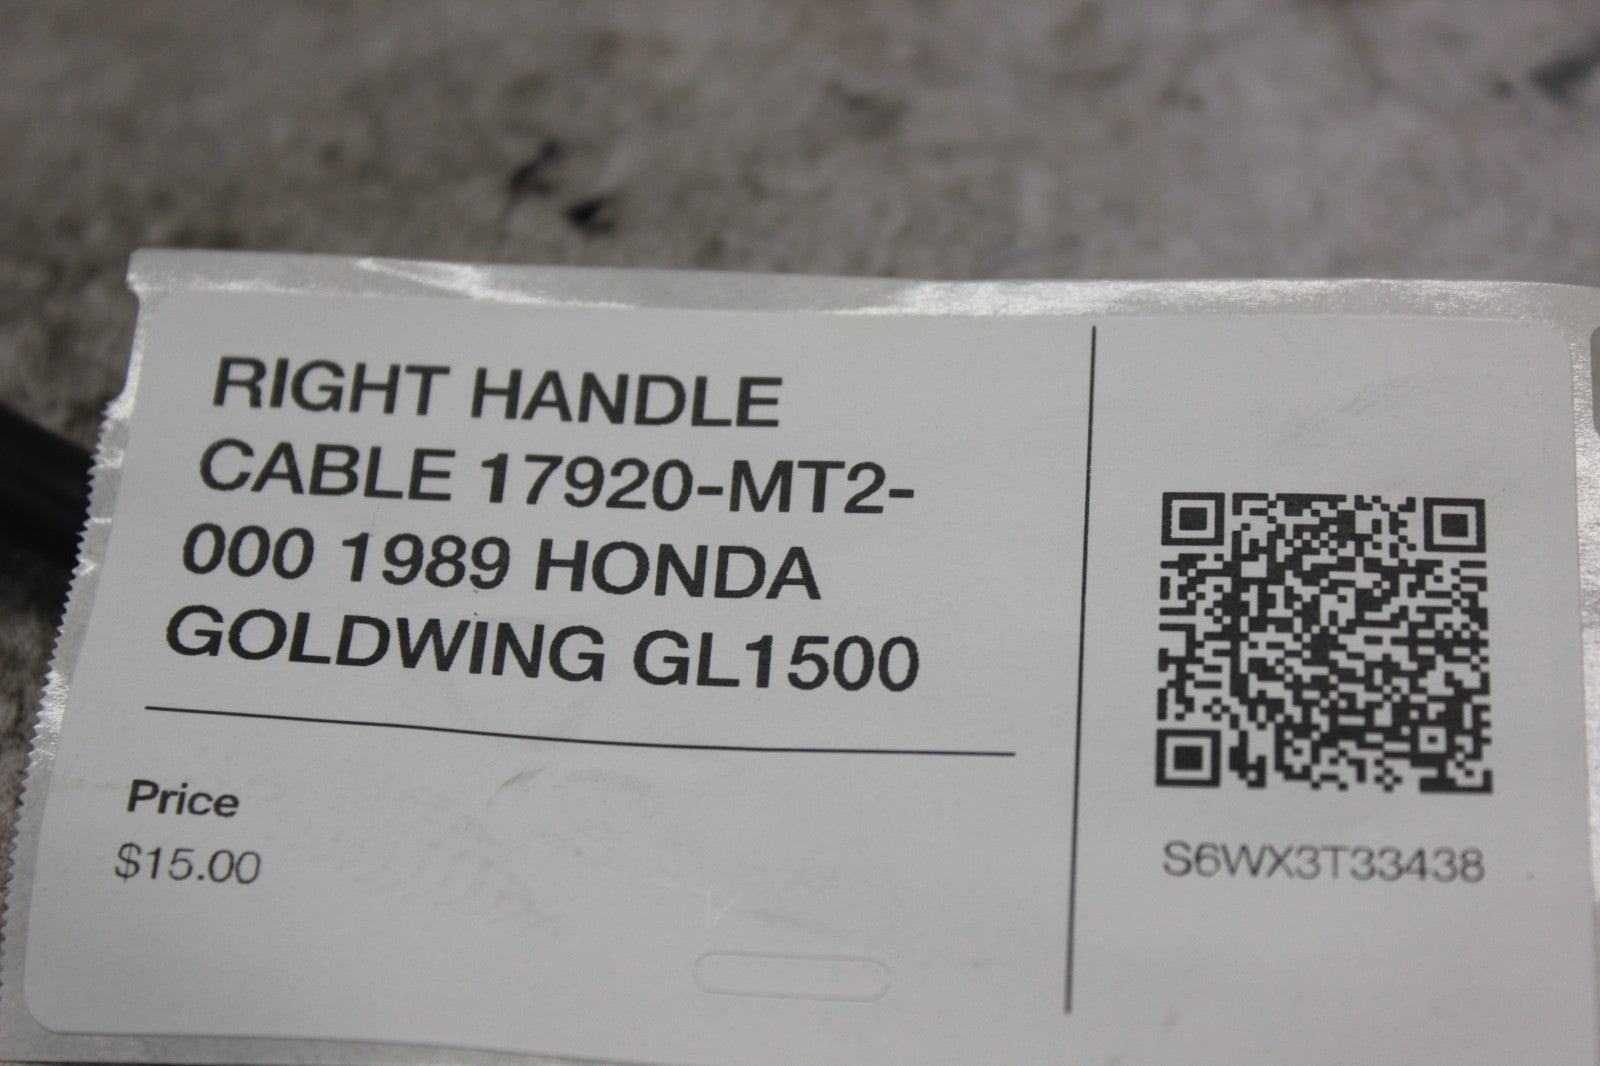 RIGHT HANDLE
CABLE 17920-MT2-
000 1989 HONDA
GOLDWING GL1500
Price
$15.00
S6WX3T33438